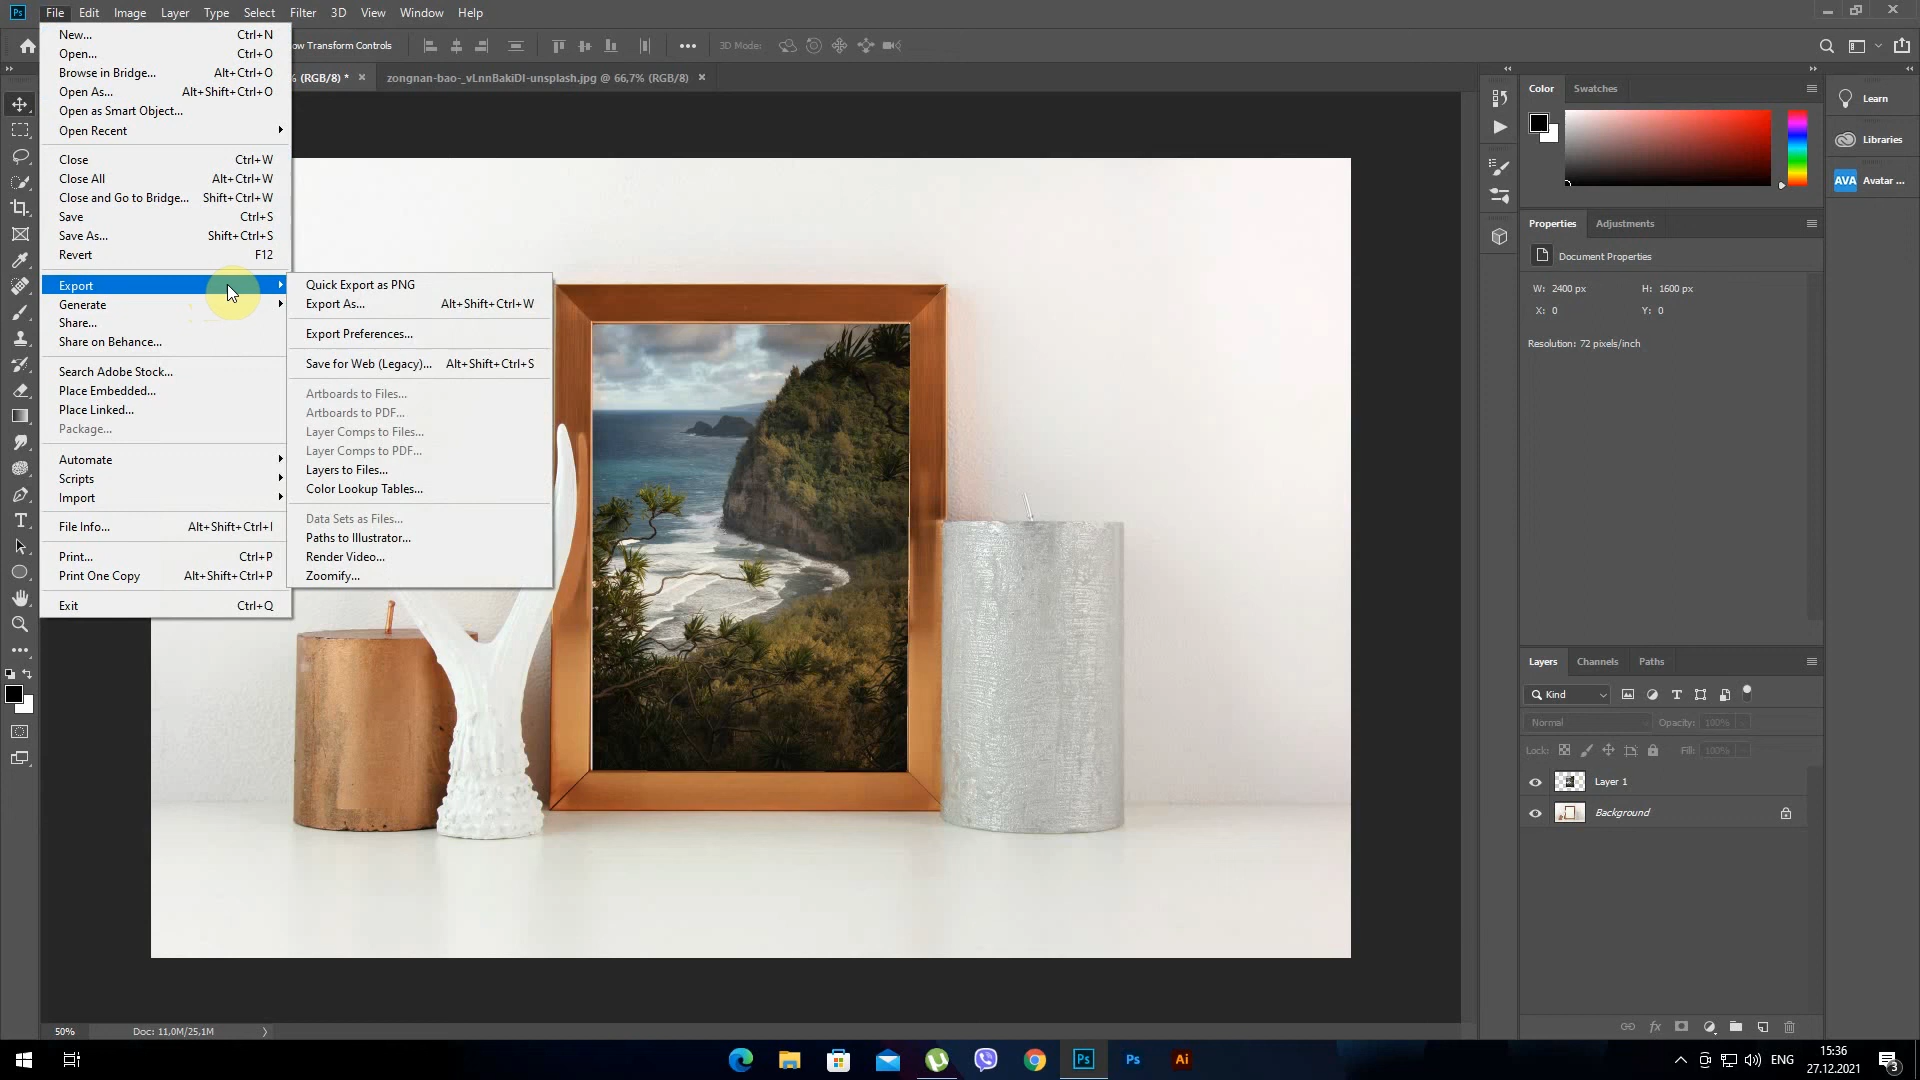 Ps File Edit Image Layer Type Select Filter 3D View Window Help
ow Transform Controls
3D Mode:
% (RGB/8) *
zongnan-bao-_vLnnBakiDI-unsplash.jpg @ 66,7% (RGB/8)
New... Ctrl+N
Open... Ctrl+O
Browse in Bridge... Alt+Ctrl+O
Open As... Alt+Shift+Ctrl+O
Open as Smart Object...
Open Recent
Close Ctrl+W
Close All Alt+Ctrl+W
Close and Go to Bridge... Shift+Ctrl+W
Save Ctrl+S
Save As... Shift+Ctrl+S
Revert F12
Export
Generate
Share...
Share on Behance...
Search Adobe Stock...
Place Embedded...
Place Linked...
Package...
Automate
Scripts
Import
File Info... Alt+Shift+Ctrl+I
Print... Ctrl+P
Print One Copy Alt+Shift+Ctrl+P
Exit Ctrl+Q
Quick Export as PNG
Export As... Alt+Shift+Ctrl+W
Export Preferences...
Save for Web (Legacy)... Alt+Shift+Ctrl+S
Artboards to Files...
Artboards to PDF...
Layer Comps to Files...
Layer Comps to PDF...
Layers to Files...
Color Lookup Tables...
Data Sets as Files...
Paths to Illustrator...
Render Video...
Zoomify...
Color Swatches
Learn
Libraries
AVA Avatar ...
Properties Adjustments
Document Properties
W: 2400 px H: 1600 px
X: 0 Y: 0
Resolution: 72 pixels/inch
Layers Channels Paths
Kind
Normal Opacity: 100%
Lock: Fill: 100%
Layer 1
Background
fx
50% Doc: 11,0M/25,1M
Ps Ps Ai
ENG
15:36
27.12.2021
3